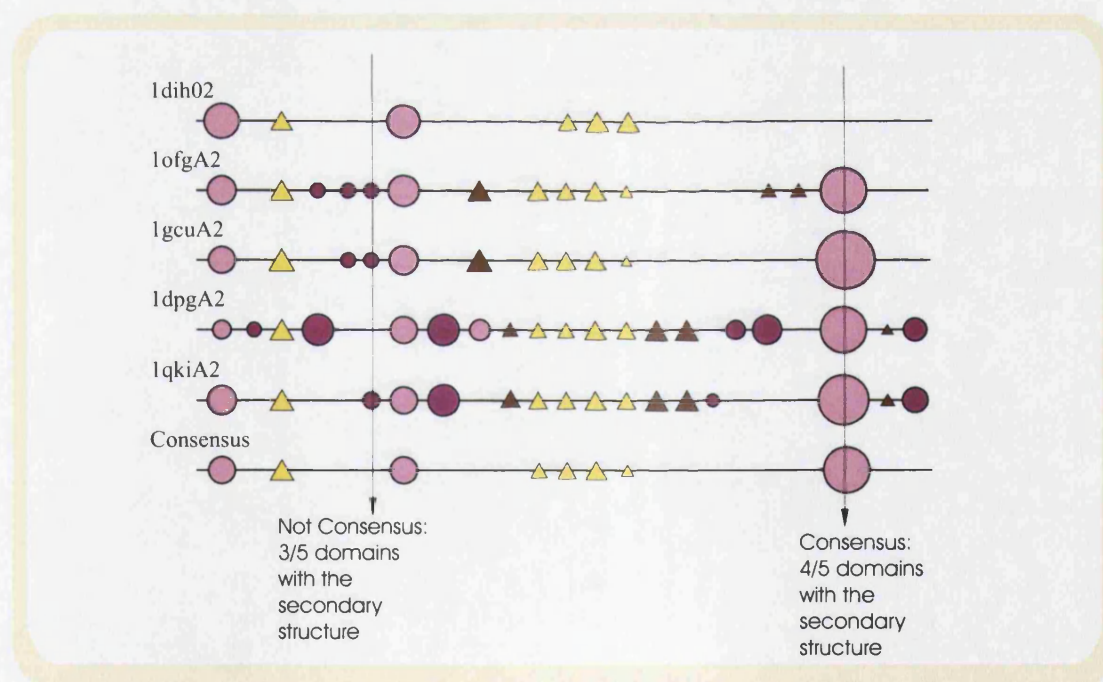 1dih02
1ofgA2
1gcuA2
1dpgA2
1qkiA2
Consensus
Not Consensus:
3/5 domains
with the
secondary
structure
Consensus:
4/5 domains
with the
secondary
structure